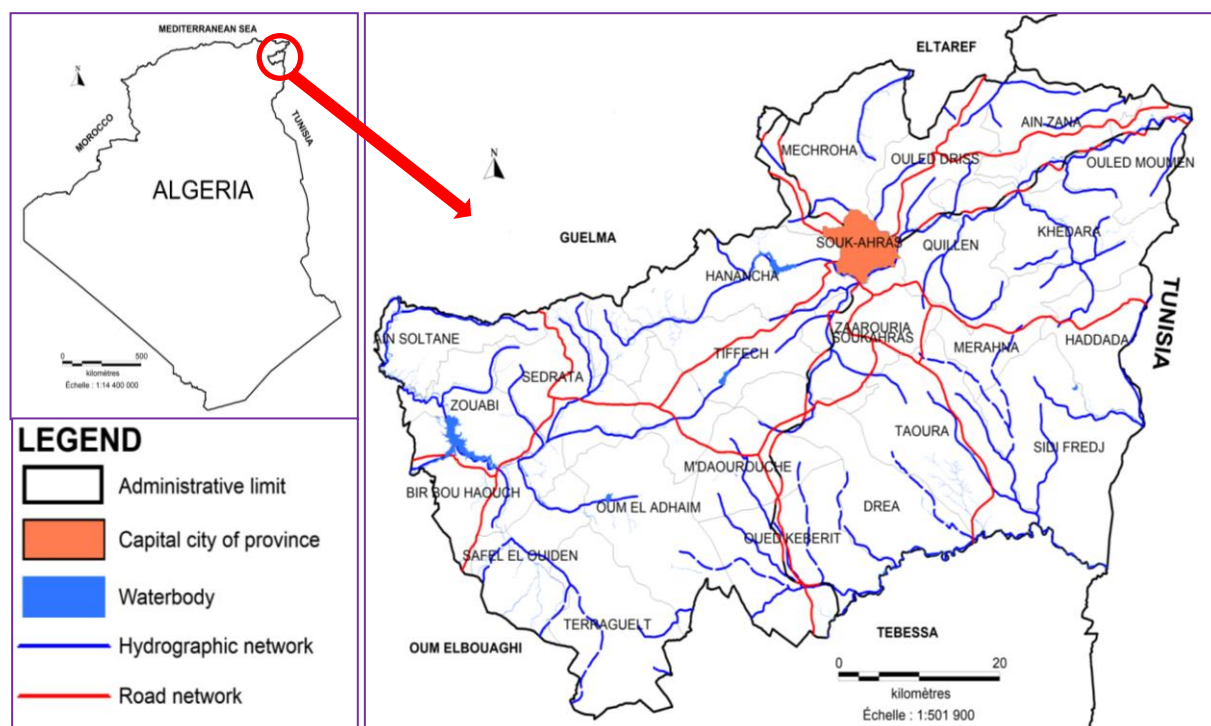 MEDITERRANEAN SEA
N
MOROCCO
TUNISIA
ALGERIA
0 500
kilomètres
Échelle : 1:14 400 000
LEGEND
Administrative limit
Capital city of province
Waterbody
Hydrographic network
Road network
ELTAREF
N
AIN ZANA
MECHROHA
OULED DRISS
OULED MOUMEN
GUELMA
SOUK-AHRAS
QUILLEN
KHEDARA
HANANCHA
TUNISIA
AIN SOLTANE
ZAAROURIA
SOUKAHRAS
MERAHNA
HADDADA
TIFFECH
SEDRATA
ZOUABI
TAOURA
SIDI FREDJ
M'DAOUROUCHE
BIR BOU HAOUCH
OUM EL ADHAIM
DREA
OUED KEBERIT
SAFEL EL OUIDEN
TERRAGUELT
OUM ELBOUAGHI
TEBESSA
0 20
kilomètres
Échelle : 1:501 900